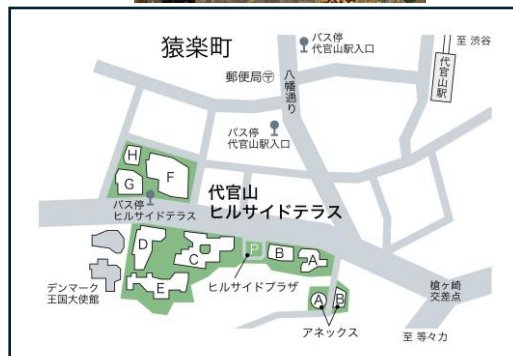 猿楽町
バス停
代官山駅入口
至 渋谷
代官山駅
郵便局〒
八幡通り
バス停
代官山駅入口
H
F
G
バス停
ヒルサイドテラス
代官山
ヒルサイドテラス
D
C
P
B
A
E
ヒルサイドプラザ
デンマーク
王国大使館
A
B
アネックス
槍ヶ崎
交差点
至 等々力